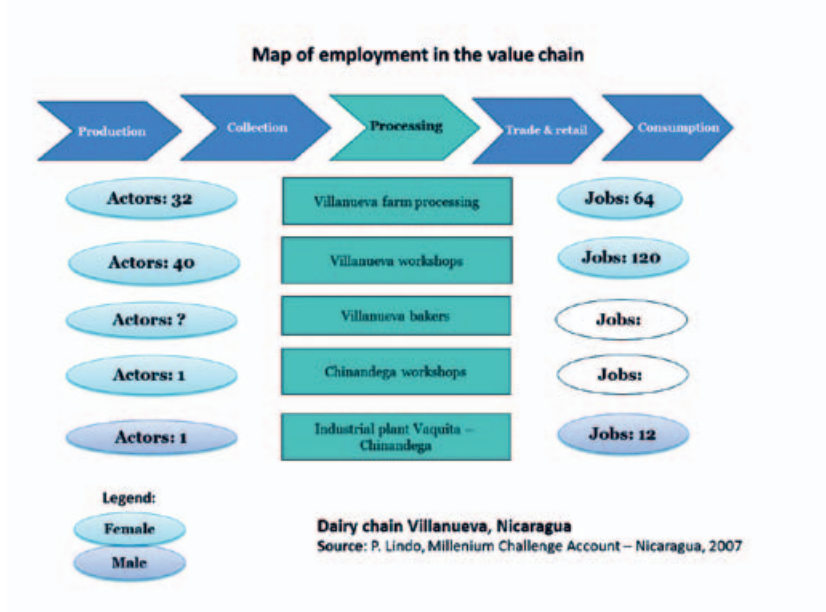 Map of employment in the value chain
Production
Collection
Processing
Trade & retail
Consumption
Actors: 32
Villanueva farm processing
Jobs: 64
Actors: 40
Villanueva workshops
Jobs: 120
Actors: ?
Villanueva bakers
Jobs:
Actors: 1
Chinandega workshops
Jobs:
Actors: 1
Industrial plant Vaquita –
Chinandega
Jobs: 12
Legend:
Female
Male
Dairy chain Villanueva, Nicaragua
Source: P. Lindo, Millenium Challenge Account – Nicaragua, 2007